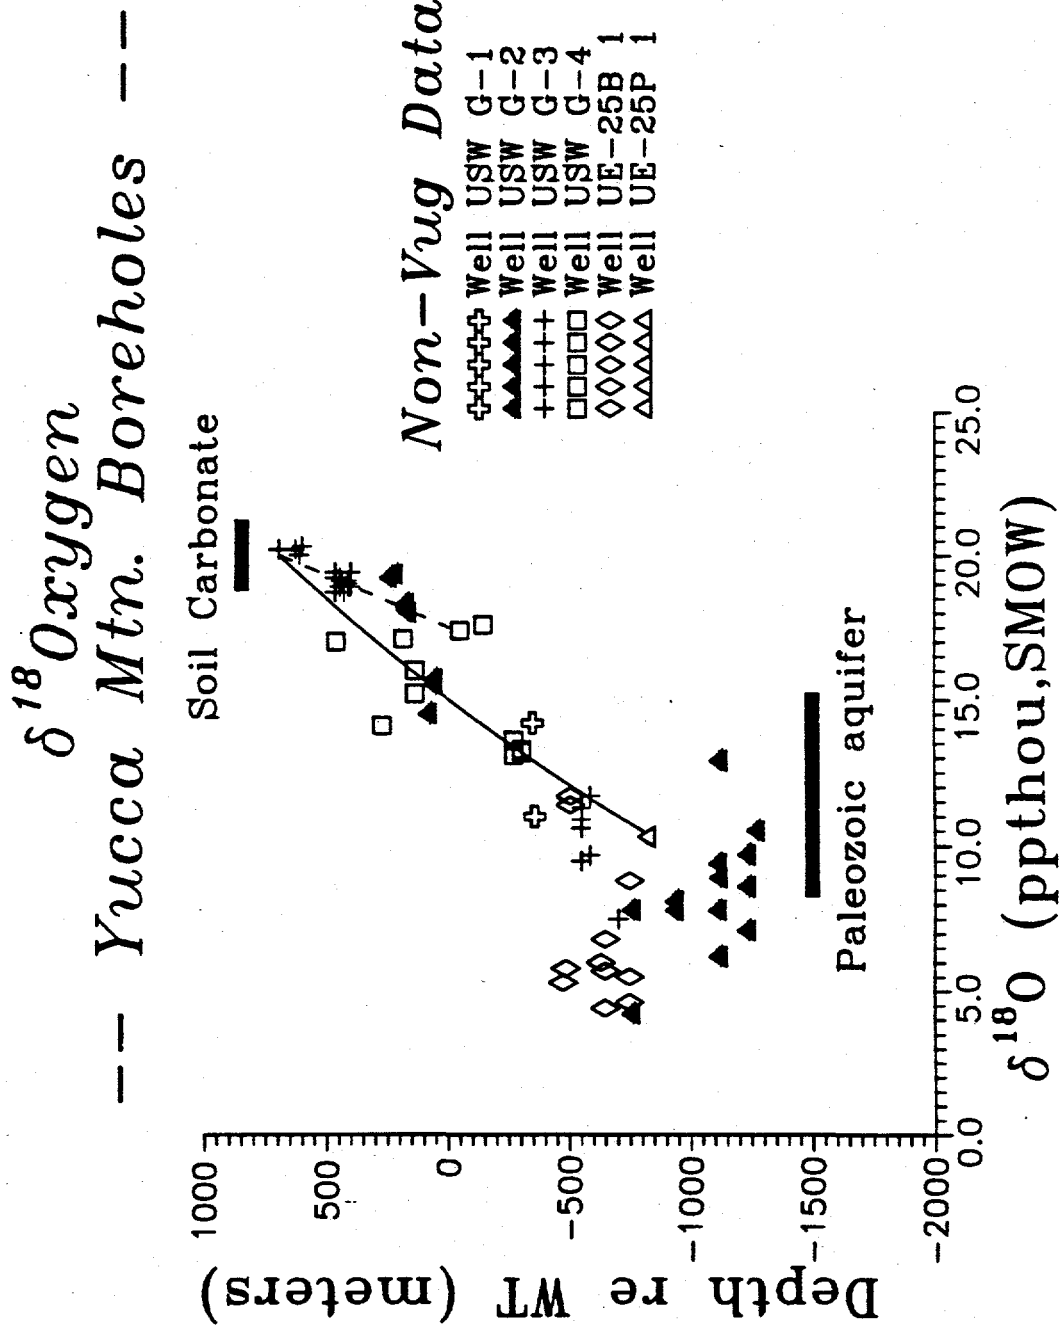 δ¹⁸Oxygen
-- Yucca Mtn. Boreholes --
Soil Carbonate
Non-Vug Data
Well USW G-1
Well USW G-2
Well USW G-3
Well USW G-4
Well UE-25B 1
Well UE-25P 1
Paleozoic aquifer
Depth re WT (meters)
1000
500
0
-500
-1000
-1500
-2000
0.0 5.0 10.0 15.0 20.0 25.0
δ¹⁸O (ppthou,SMOW)